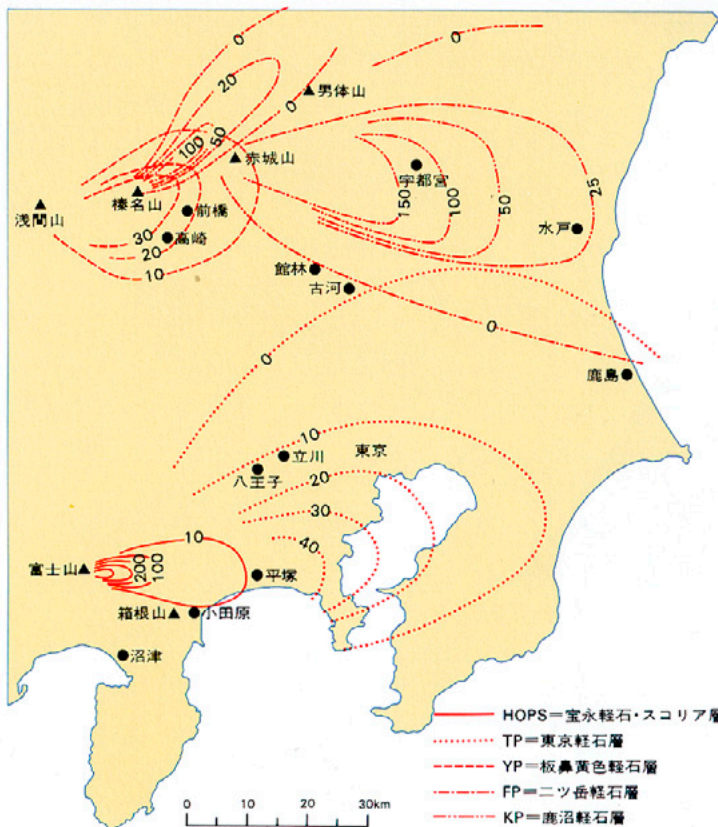 0
0
20
0
▲男体山
100
50
▲赤城山
宇都宮
榛名山
浅間山
前橋
高崎
30
20
10
150
100
50
25
水戸
館林
古河
0
0
鹿島
10
立川
東京
八王子
20
30
40
10
富士山▲
200
100
平塚
箱根山▲
小田原
沼津
HOPS=宝永軽石・スコリア層
TP=東京軽石層
YP=板鼻黄色軽石層
FP=二ツ岳軽石層
KP=鹿沼軽石層
0 10 20 30km